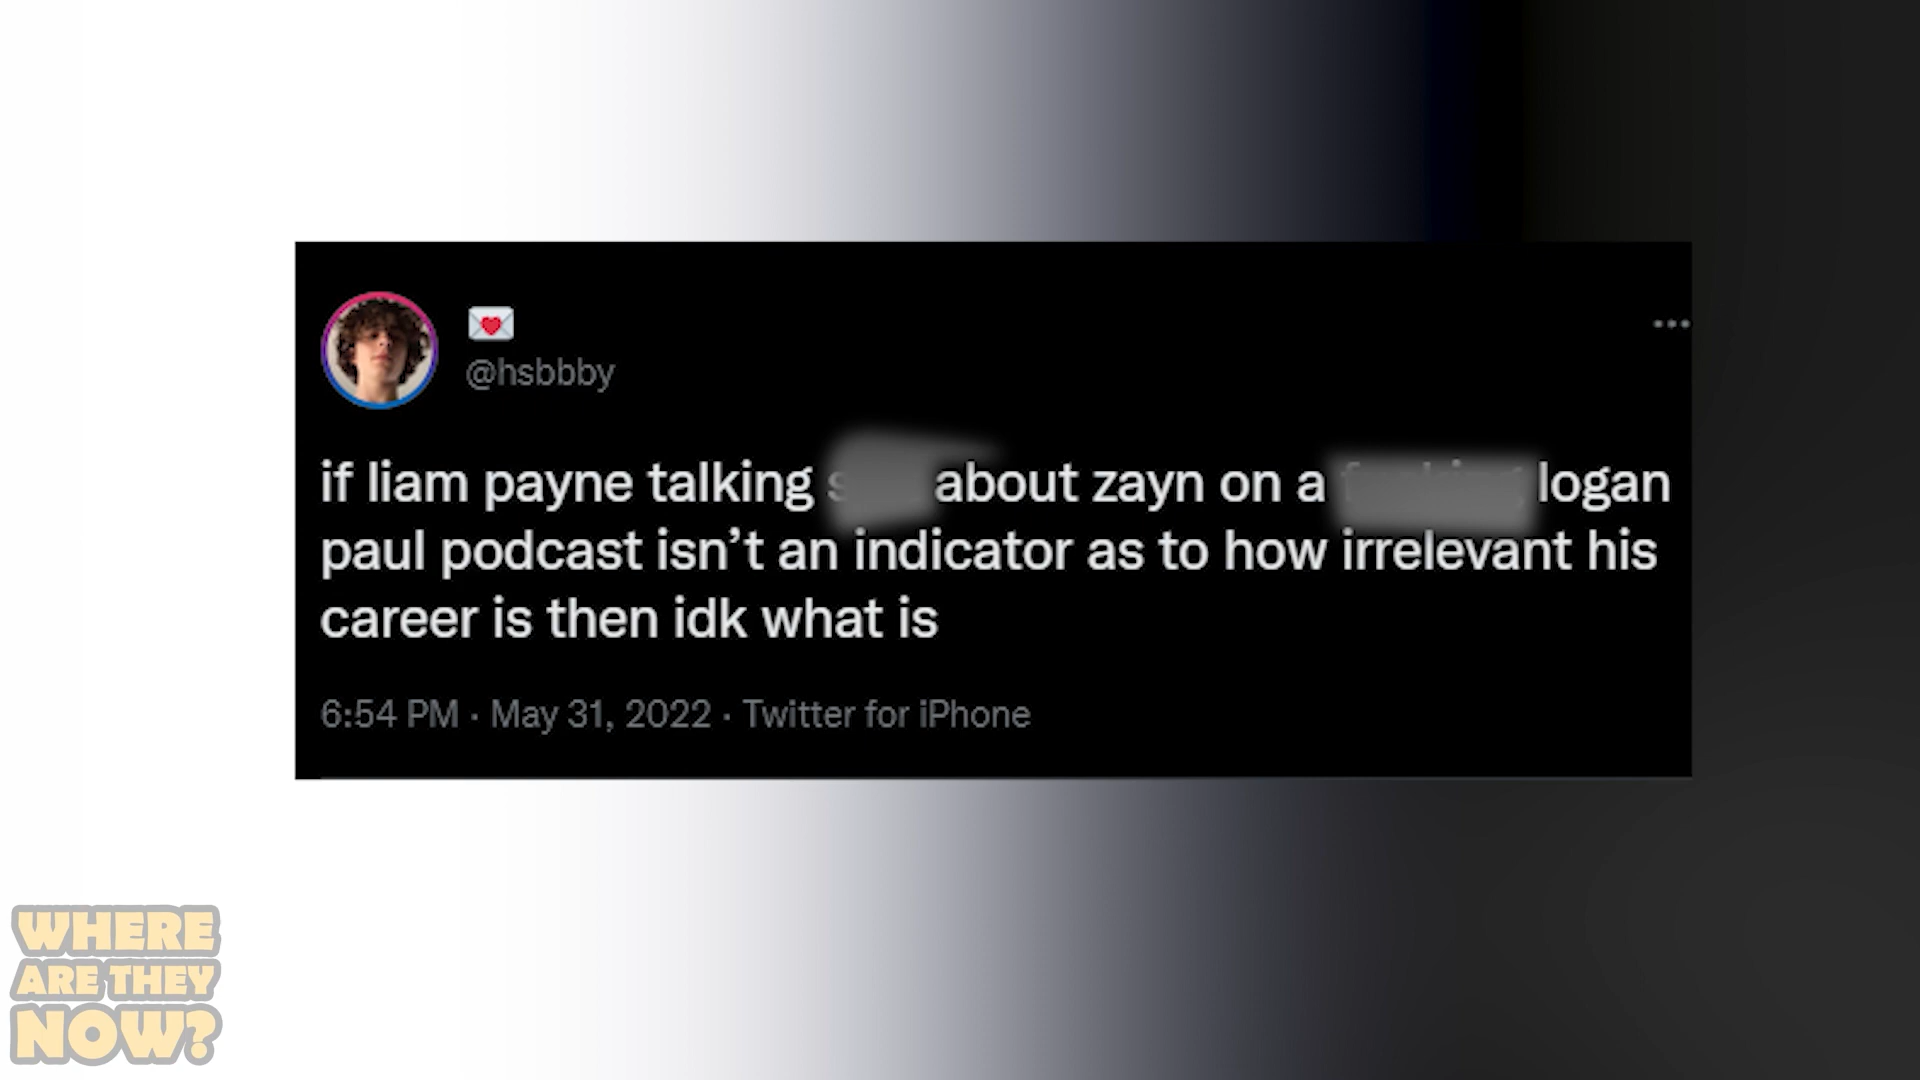 @hsbbby
if liam payne talking about zayn on a logan
paul podcast isn’t an indicator as to how irrelevant his
career is then idk what is
6:54 PM · May 31, 2022 · Twitter for iPhone
WHERE
ARE THEY
NOW?